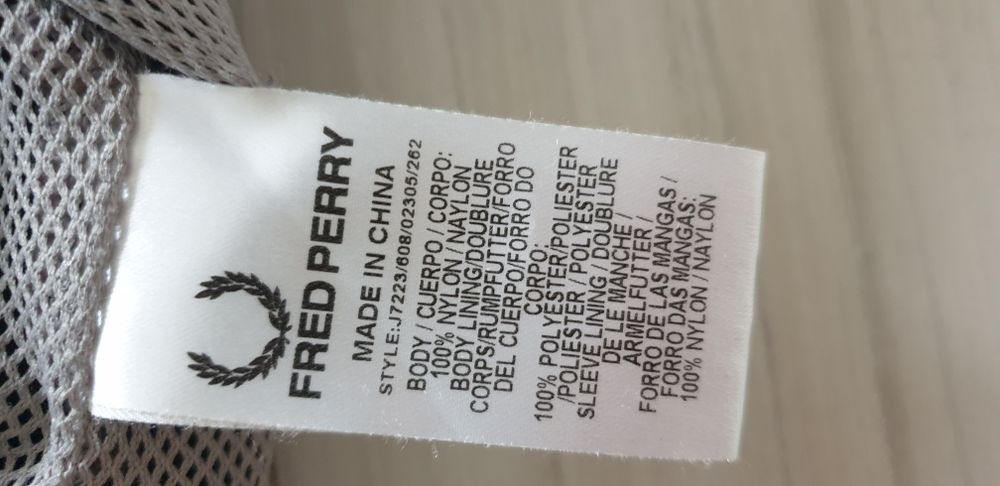 FRED PERRY
MADE IN CHINA
STYLE:J7223/608/02305/262
BODY / CUERPO / CORPO:
100% NYLON / NAYLON
BODY LINING/DOUBLURE
CORPS/RUMPFUTTER/FORRO
DEL CUERPO/FORRO DO
CORPO:
100% POLYESTER/POLIESTER
/POLIESTER / POLYESTER
SLEEVE LINING / DOUBLURE
DE LE MANCHE /
ARMELFUTTER /
FORRO DE LAS MANGAS /
FORRO DAS MANGAS:
100% NYLON / NAYLON